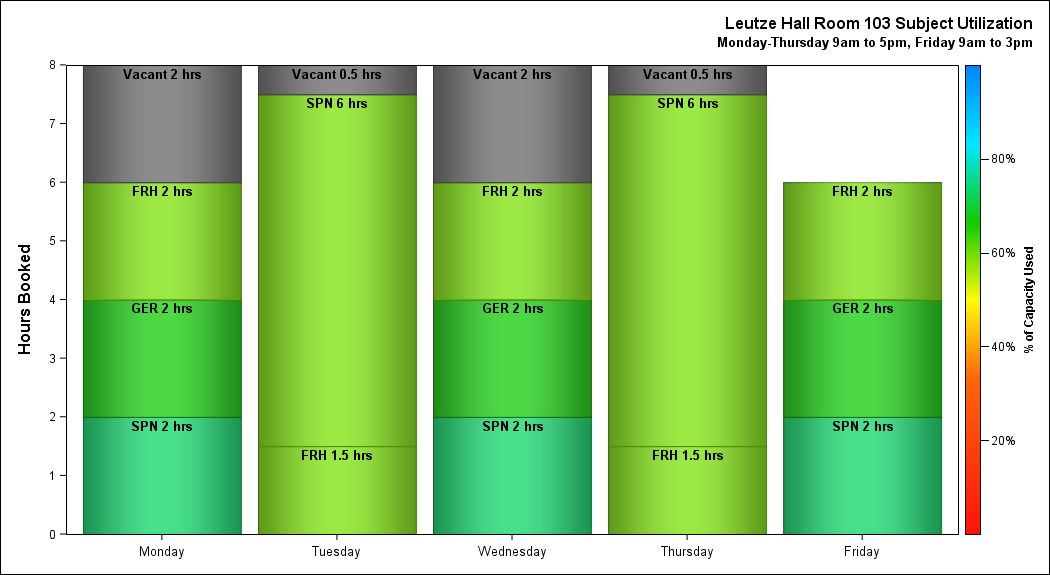 Leutze Hall Room 103 Subject Utilization
Monday-Thursday 9am to 5pm, Friday 9am to 3pm
Hours Booked
8
7
6
5
4
3
2
1
0
Vacant 2 hrs
FRH 2 hrs
GER 2 hrs
SPN 2 hrs
Vacant 0.5 hrs
SPN 6 hrs
FRH 1.5 hrs
Vacant 2 hrs
FRH 2 hrs
GER 2 hrs
SPN 2 hrs
Vacant 0.5 hrs
SPN 6 hrs
FRH 1.5 hrs
FRH 2 hrs
GER 2 hrs
SPN 2 hrs
Monday
Tuesday
Wednesday
Thursday
Friday
80%
60%
40%
20%
% of Capacity Used